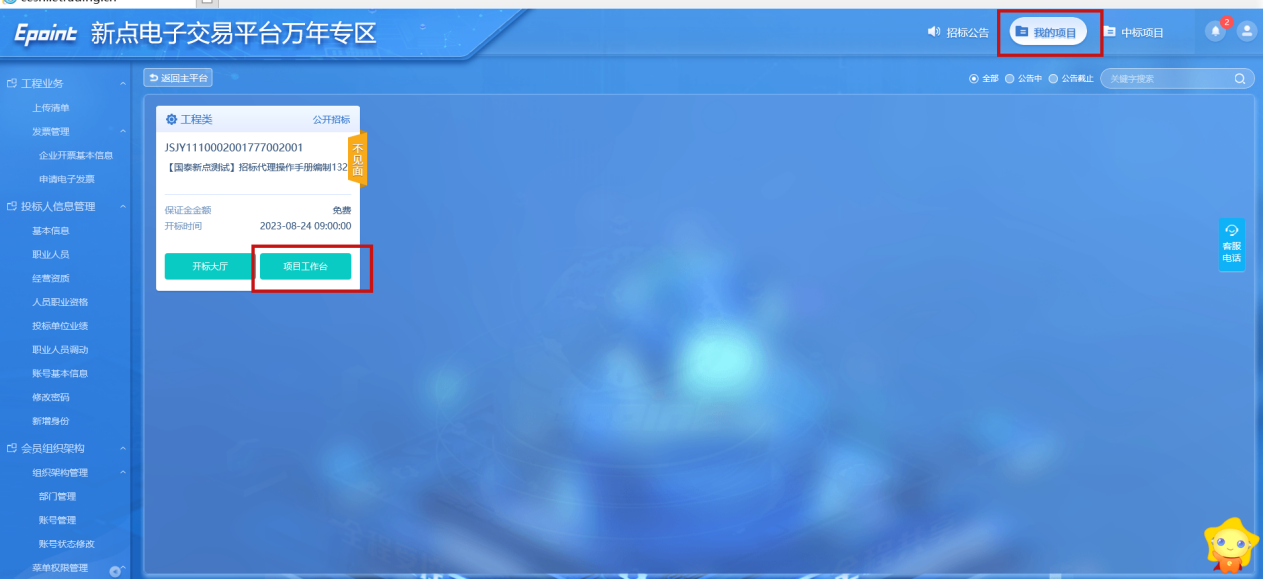 Epoint 新点电子交易平台万年专区
招标公告
我的项目
中标项目
2
工程业务
上传清单
发票管理
企业开票基本信息
申请电子发票
投标人信息管理
基本信息
职业人员
经营资质
人员职业资格
投标单位业绩
职业人员调动
账号基本信息
修改密码
新增身份
会员组织架构
组织架构管理
部门管理
账号管理
账号状态修改
菜单权限管理
返回主平台
全部 公告中 公告截止 关键字搜索
工程类 公开招标
JSJY1110002001777002001
【国泰新点测试】招标代理操作手册编制132
不见面
保证金金额 免费
开标时间 2023-08-24 09:00:00
开标大厅 项目工作台
客服
电话